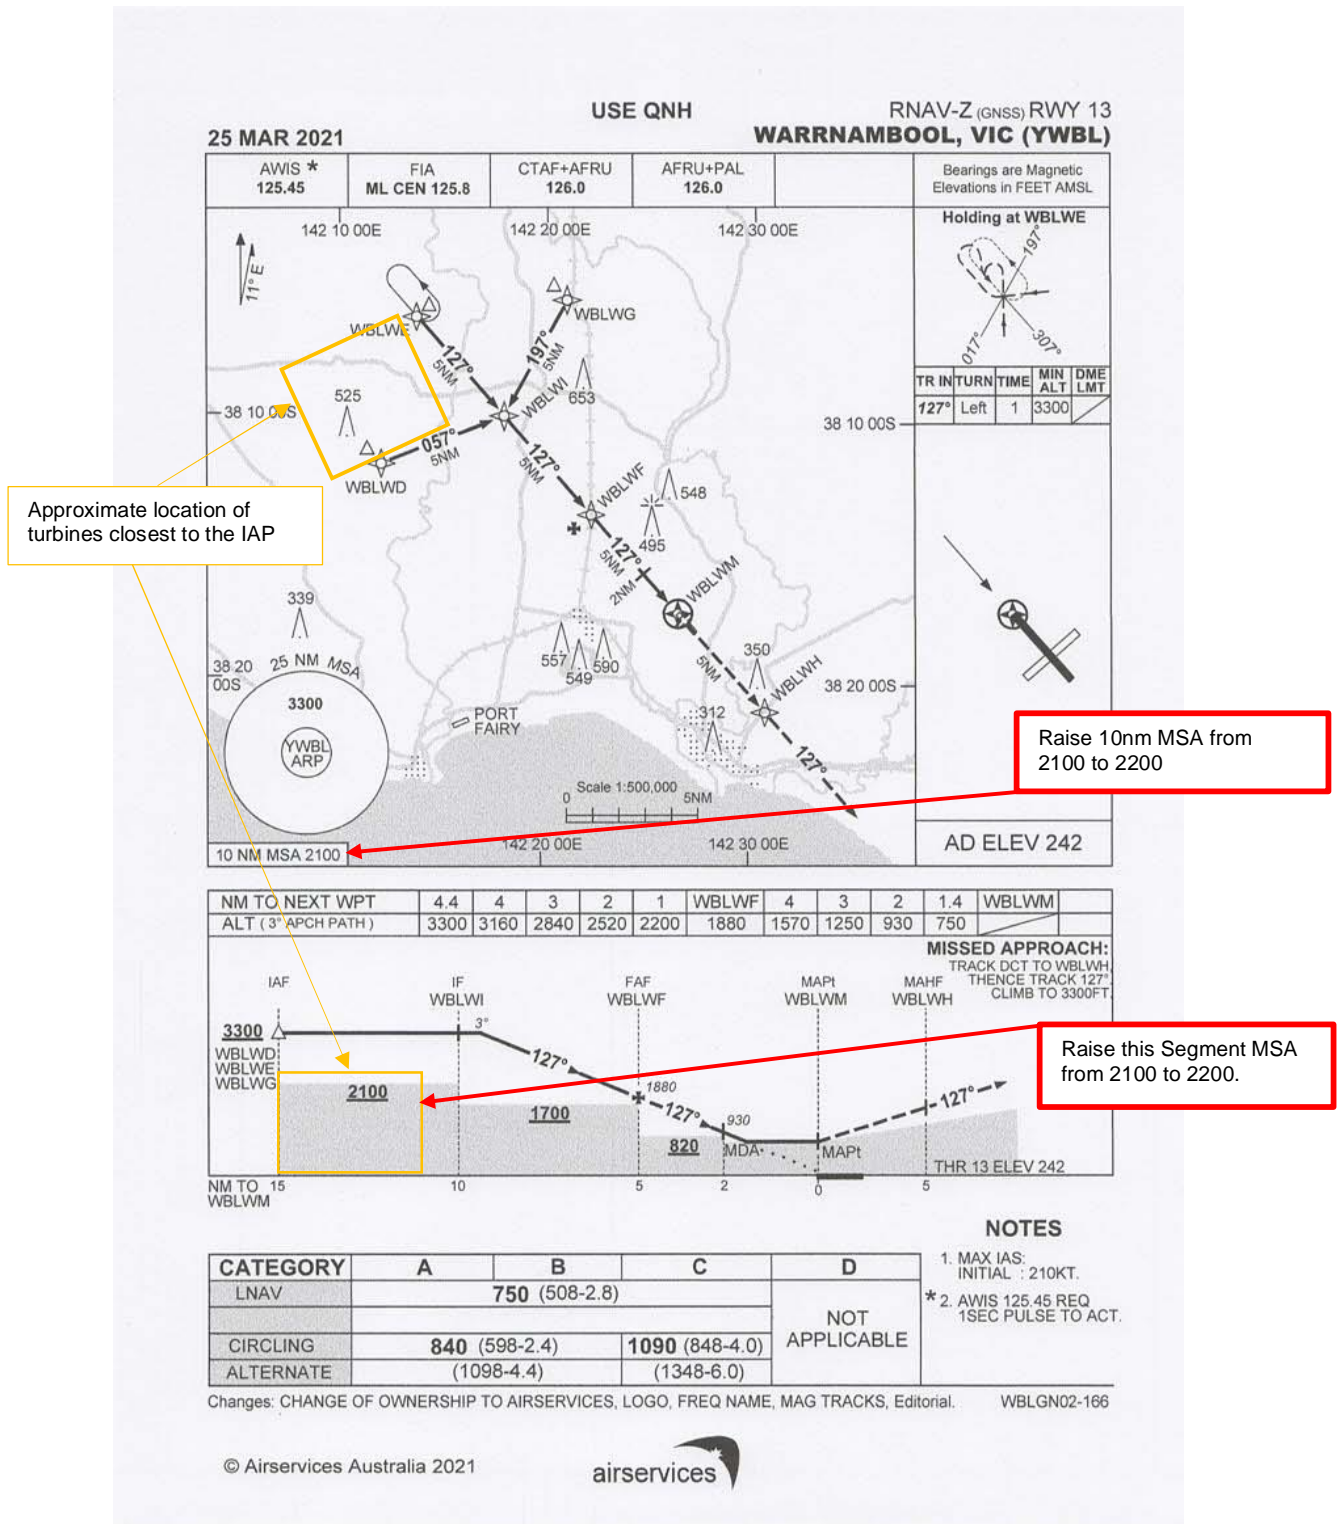 USE QNH
RNAV-Z (GNSS) RWY 13
25 MAR 2021
WARRNAMBOOL, VIC (YWBL)
AWIS *
125.45
FIA
ML CEN 125.8
CTAF+AFRU
126.0
AFRU+PAL
126.0
Bearings are Magnetic
Elevations in FEET AMSL
142 10 00E
142 20 00E
142 30 00E
11° E
WBLWE
WBLWG
127°
5NM
197°
5NM
WBLWI
653
525
38 10 00S
38 10 00S
057°
5NM
WBLWD
127°
5NM
WBLWF
548
495
127°
5NM
2NM
WBLWM
339
557
549
590
5NM
350
WBLWH
38 20
00S
38 20 00S
25 NM MSA
3300
YWBL
ARP
PORT
FAIRY
312
127°
Scale 1:500,000
0
5NM
10 NM MSA 2100
142 20 00E
142 30 00E
Holding at WBLWE
197°
017°
307°
TR IN TURN TIME MIN ALT DME LMT
127° Left 1 3300
AD ELEV 242
Approximate location of
turbines closest to the IAP
Raise 10nm MSA from
2100 to 2200
NM TO NEXT WPT 4.4 4 3 2 1 WBLWF 4 3 2 1.4 WBLWM
ALT ( 3° APCH PATH ) 3300 3160 2840 2520 2200 1880 1570 1250 930 750
MISSED APPROACH:
TRACK DCT TO WBLWH,
THENCE TRACK 127°
CLIMB TO 3300FT.
IAF
IF
WBLWI
FAF
WBLWF
MAPt
WBLWM
MAHF
WBLWH
3300
WBLWD
WBLWE
WBLWG
3°
127°
1880
127°
930
127°
2100
1700
820
MDA
MAPt
THR 13 ELEV 242
NM TO
WBLWM
15 10 5 2 0 5
Raise this Segment MSA
from 2100 to 2200.
NOTES
1. MAX IAS:
INITIAL : 210KT.
* 2. AWIS 125.45 REQ
1SEC PULSE TO ACT.
CATEGORY A B C D
LNAV 750 (508-2.8)
NOT
APPLICABLE
CIRCLING 840 (598-2.4) 1090 (848-4.0)
ALTERNATE (1098-4.4) (1348-6.0)
Changes: CHANGE OF OWNERSHIP TO AIRSERVICES, LOGO, FREQ NAME, MAG TRACKS, Editorial. WBLGN02-166
© Airservices Australia 2021
airservices